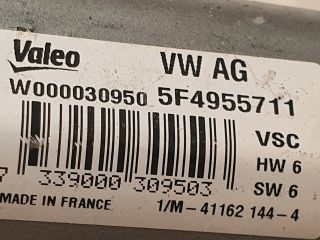 Valeo VW AG
W000030950 5F4955711
VSC
HW 6
7 339000 309503 SW 6
MADE IN FRANCE 1/M-41162 144-4